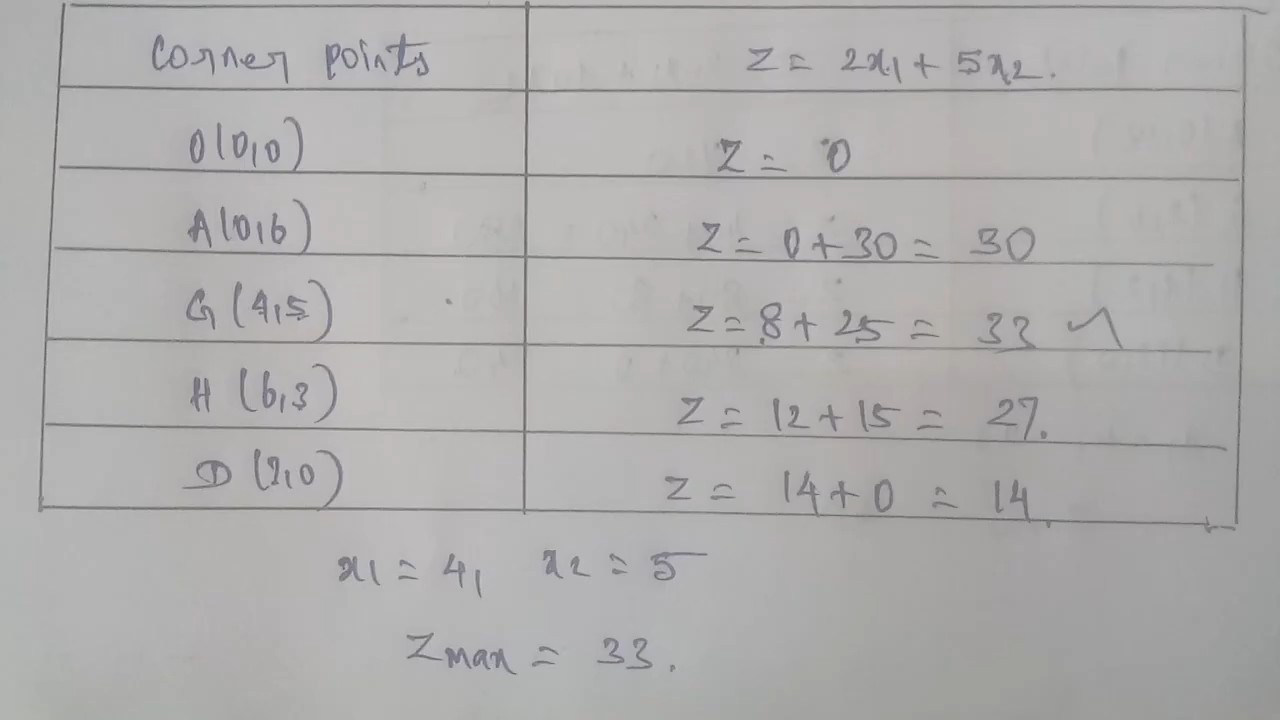 Corner points Z = 2x1 + 5x2.
O(0,0) Z = 0
A(0,6) Z = 0+30 = 30
G(4,5) Z = 8+25 = 33
H (6,3) Z = 12+15 = 27.
D (7,0) Z = 14+0 = 14
x1 = 4, x2 = 5
Zmax = 33.